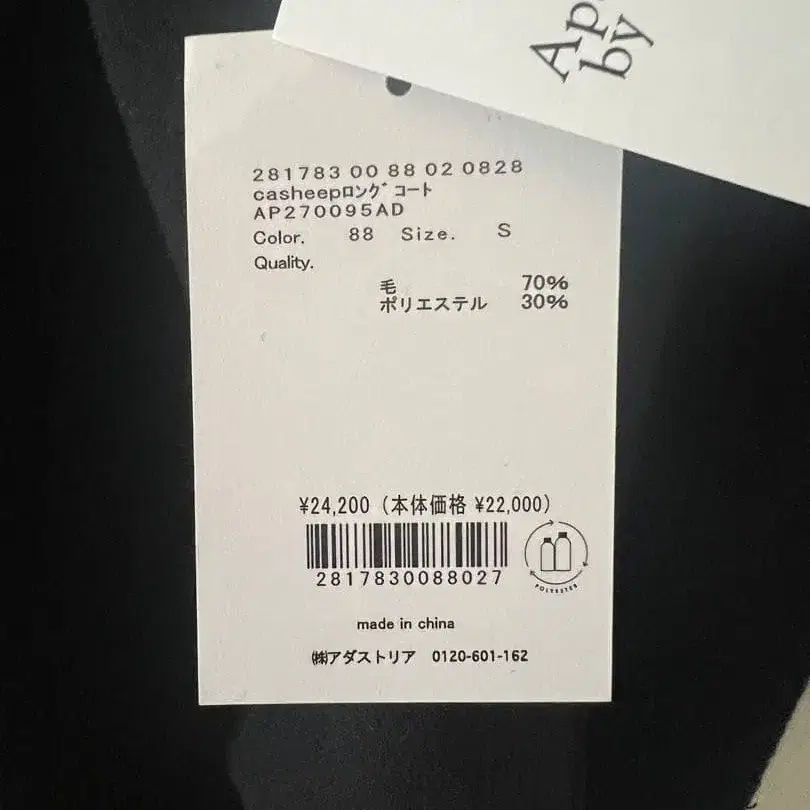 by
281783 00 88 02 0828
casheepロングコート
AP270095AD
Color. 88 Size. S
Quality.
毛 70%
ポリエステル 30%
¥24,200 (本体価格 ¥22,000)
2817830088027
POLYESTER
made in china
㈱アダストリア 0120-601-162